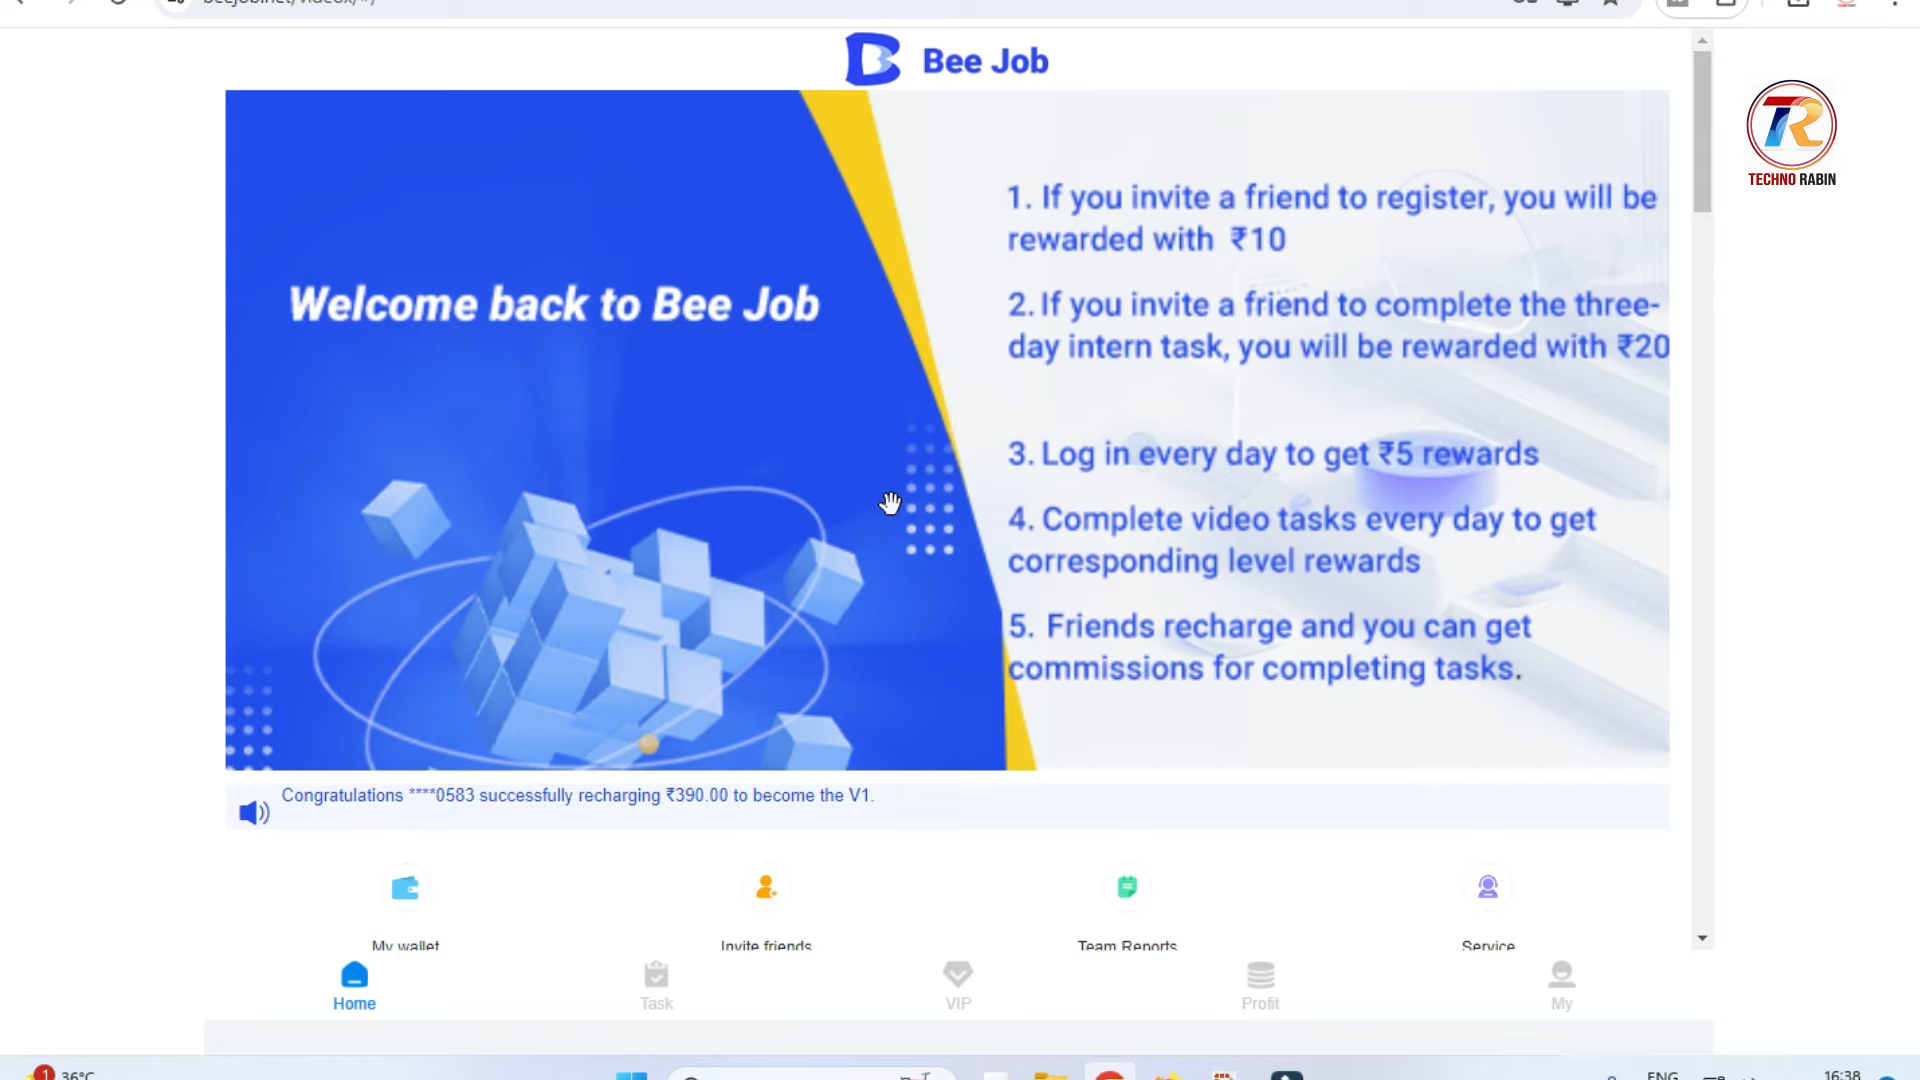 Bee Job
TECHNO RABIN
Welcome back to Bee Job
1. If you invite a friend to register, you will be
rewarded with ₹10
2. If you invite a friend to complete the three-
day intern task, you will be rewarded with ₹20
3. Log in every day to get ₹5 rewards
4. Complete video tasks every day to get
corresponding level rewards
5. Friends recharge and you can get
commissions for completing tasks.
Congratulations ****0583 successfully recharging ₹390.00 to become the V1.
My wallet
Invite friends
Team Reports
Service
Home
Task
VIP
Profit
My
1
36°C
ENG
16:38